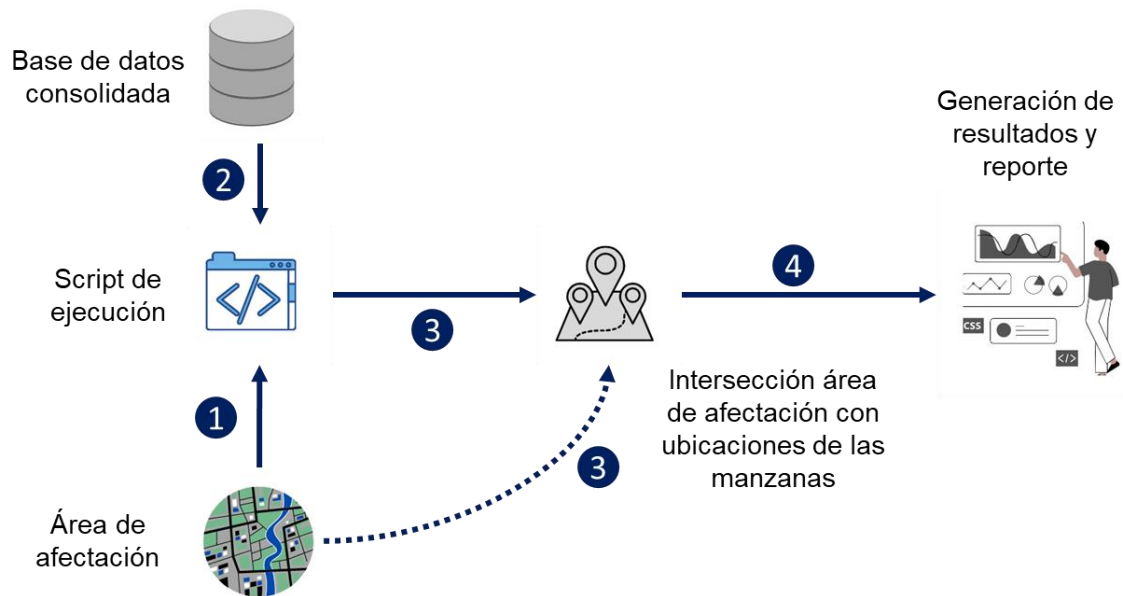 Base de datos
consolidada
Generación de
resultados y
reporte
2
4
Script de
ejecución
</>
3
CSS
</>
1
Intersección área
de afectación con
ubicaciones de las
manzanas
3
Área de
afectación